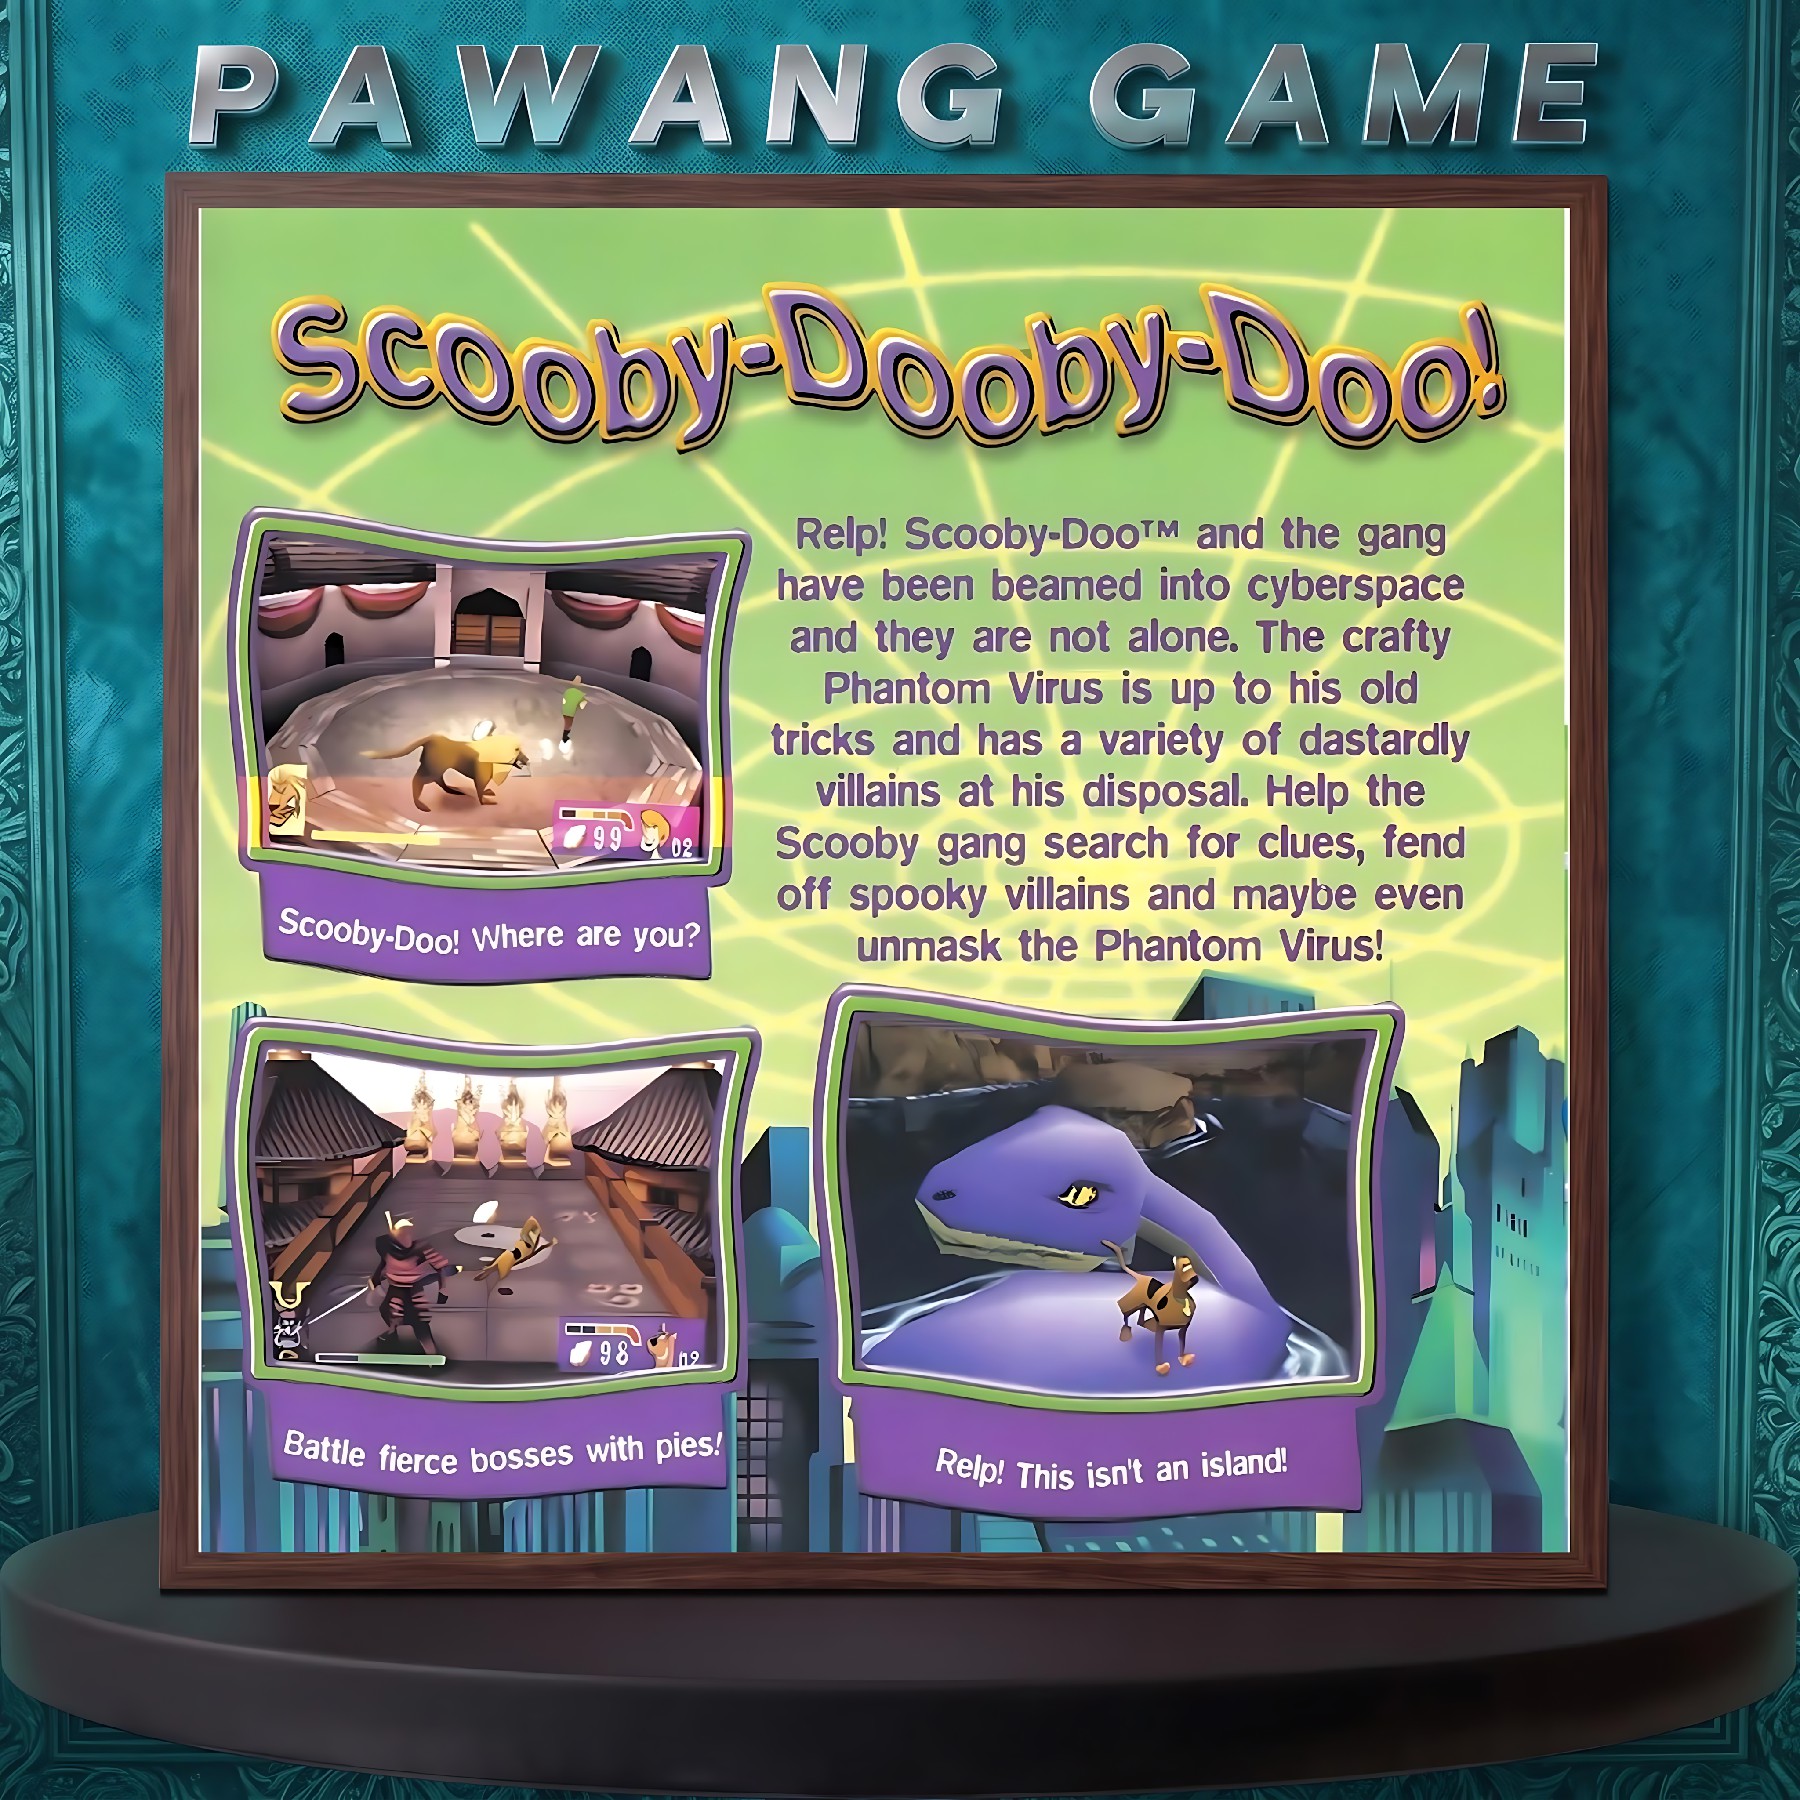 PAWANG GAME
Scooby-Dooby-Doo!
Relp! Scooby-Doo™ and the gang
have been beamed into cyberspace
and they are not alone. The crafty
Phantom Virus is up to his old
tricks and has a variety of dastardly
villains at his disposal. Help the
Scooby gang search for clues, fend
off spooky villains and maybe even
unmask the Phantom Virus!
99
02
Scooby-Doo! Where are you?
98
Battle fierce bosses with pies!
Relp! This isn't an island!